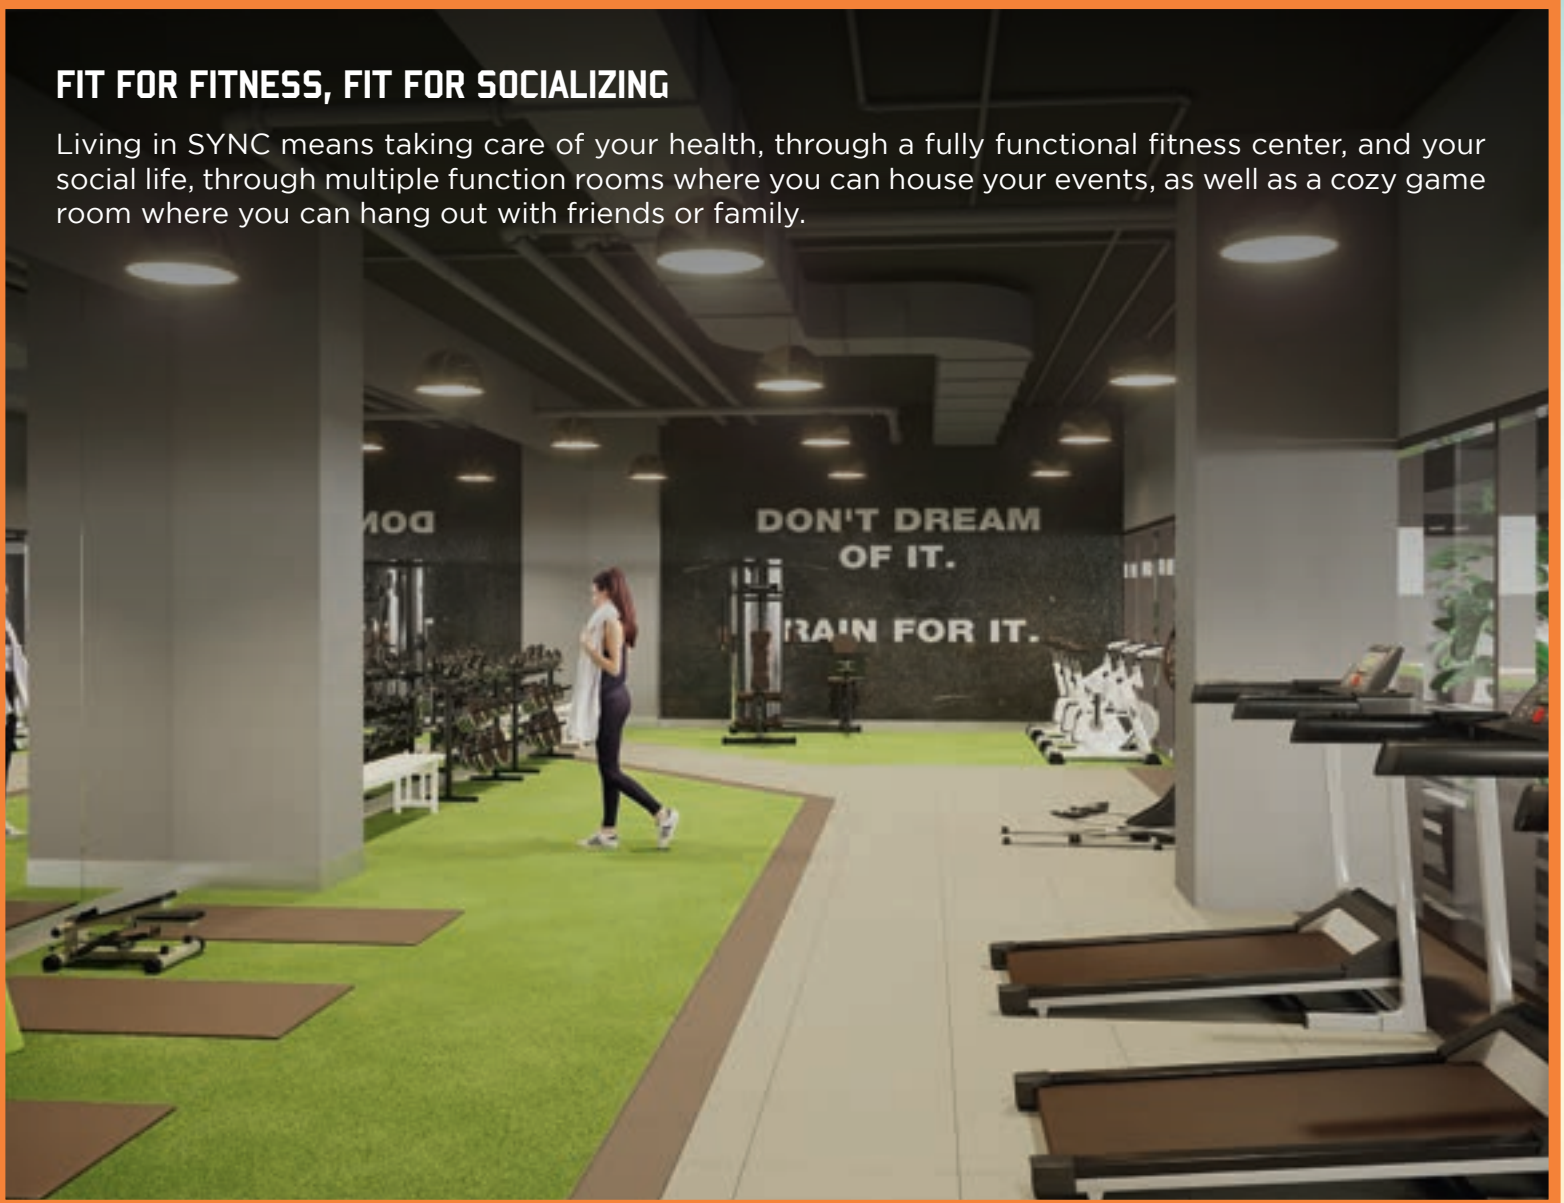 FIT FOR FITNESS, FIT FOR SOCIALIZING
Living in SYNC means taking care of your health, through a fully functional fitness center, and your
social life, through multiple function rooms where you can house your events, as well as a cozy game
room where you can hang out with friends or family.
DON'T DREAM
OF IT.
RAIN FOR IT.
DON